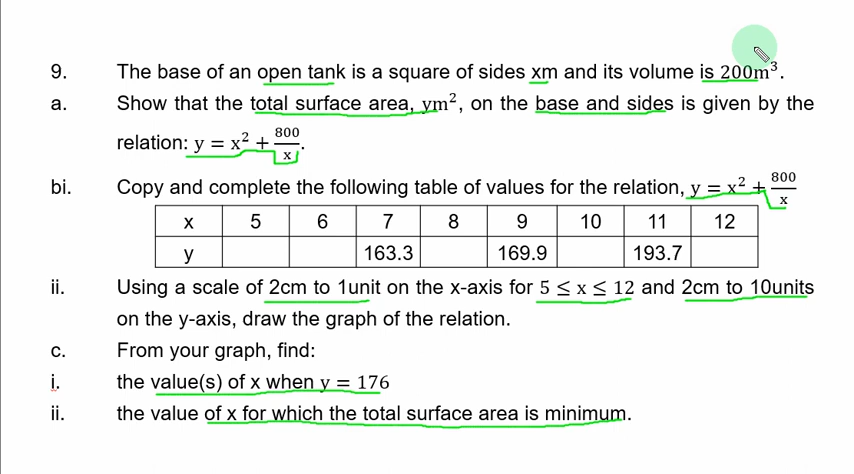 9. The base of an open tank is a square of sides xm and its volume is 200m³.
a. Show that the total surface area, ym², on the base and sides is given by the
relation: y = x² + 800/x.
bi. Copy and complete the following table of values for the relation, y = x² + 800/x
x 5 6 7 8 9 10 11 12
y 163.3 169.9 193.7
ii. Using a scale of 2cm to 1unit on the x-axis for 5 ≤ x ≤ 12 and 2cm to 10units
on the y-axis, draw the graph of the relation.
c. From your graph, find:
i. the value(s) of x when y = 176
ii. the value of x for which the total surface area is minimum.